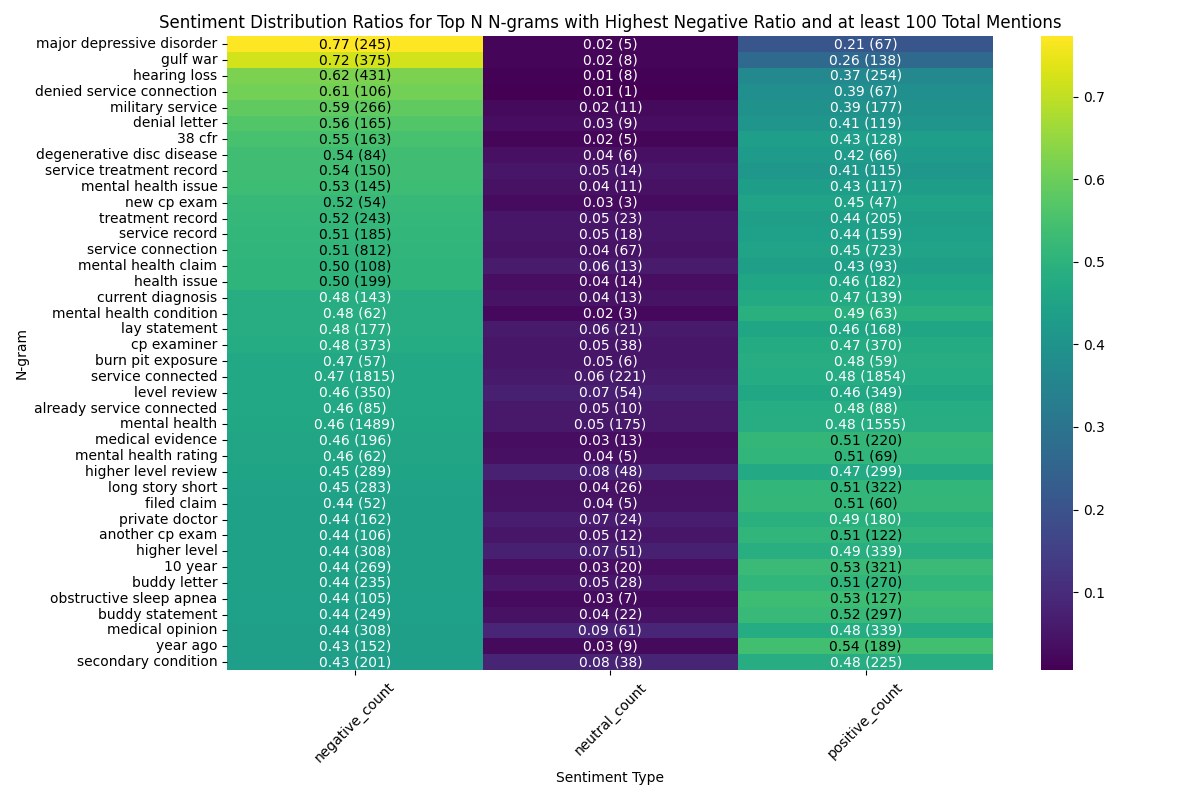 Sentiment Distribution Ratios for Top N N-grams with Highest Negative Ratio and at least 100 Total Mentions
major depressive disorder 0.77 (245) 0.02 (5) 0.21 (67)
gulf war 0.72 (375) 0.02 (8) 0.26 (138)
hearing loss 0.62 (431) 0.01 (8) 0.37 (254)
denied service connection 0.61 (106) 0.01 (1) 0.39 (67)
military service 0.59 (266) 0.02 (11) 0.39 (177)
denial letter 0.56 (165) 0.03 (9) 0.41 (119)
38 cfr 0.55 (163) 0.02 (5) 0.43 (128)
degenerative disc disease 0.54 (84) 0.04 (6) 0.42 (66)
service treatment record 0.54 (150) 0.05 (14) 0.41 (115)
mental health issue 0.53 (145) 0.04 (11) 0.43 (117)
new cp exam 0.52 (54) 0.03 (3) 0.45 (47)
treatment record 0.52 (243) 0.05 (23) 0.44 (205)
service record 0.51 (185) 0.05 (18) 0.44 (159)
service connection 0.51 (812) 0.04 (67) 0.45 (723)
mental health claim 0.50 (108) 0.06 (13) 0.43 (93)
health issue 0.50 (199) 0.04 (14) 0.46 (182)
current diagnosis 0.48 (143) 0.04 (13) 0.47 (139)
mental health condition 0.48 (62) 0.02 (3) 0.49 (63)
lay statement 0.48 (177) 0.06 (21) 0.46 (168)
cp examiner 0.48 (373) 0.05 (38) 0.47 (370)
burn pit exposure 0.47 (57) 0.05 (6) 0.48 (59)
service connected 0.47 (1815) 0.06 (221) 0.48 (1854)
level review 0.46 (350) 0.07 (54) 0.46 (349)
already service connected 0.46 (85) 0.05 (10) 0.48 (88)
mental health 0.46 (1489) 0.05 (175) 0.48 (1555)
medical evidence 0.46 (196) 0.03 (13) 0.51 (220)
mental health rating 0.46 (62) 0.04 (5) 0.51 (69)
higher level review 0.45 (289) 0.08 (48) 0.47 (299)
long story short 0.45 (283) 0.04 (26) 0.51 (322)
filed claim 0.44 (52) 0.04 (5) 0.51 (60)
private doctor 0.44 (162) 0.07 (24) 0.49 (180)
another cp exam 0.44 (106) 0.05 (12) 0.51 (122)
higher level 0.44 (308) 0.07 (51) 0.49 (339)
10 year 0.44 (269) 0.03 (20) 0.53 (321)
buddy letter 0.44 (235) 0.05 (28) 0.51 (270)
obstructive sleep apnea 0.44 (105) 0.03 (7) 0.53 (127)
buddy statement 0.44 (249) 0.04 (22) 0.52 (297)
medical opinion 0.44 (308) 0.09 (61) 0.48 (339)
year ago 0.43 (152) 0.03 (9) 0.54 (189)
secondary condition 0.43 (201) 0.08 (38) 0.48 (225)
N-gram
negative_count neutral_count positive_count
Sentiment Type
0.7
0.6
0.5
0.4
0.3
0.2
0.1